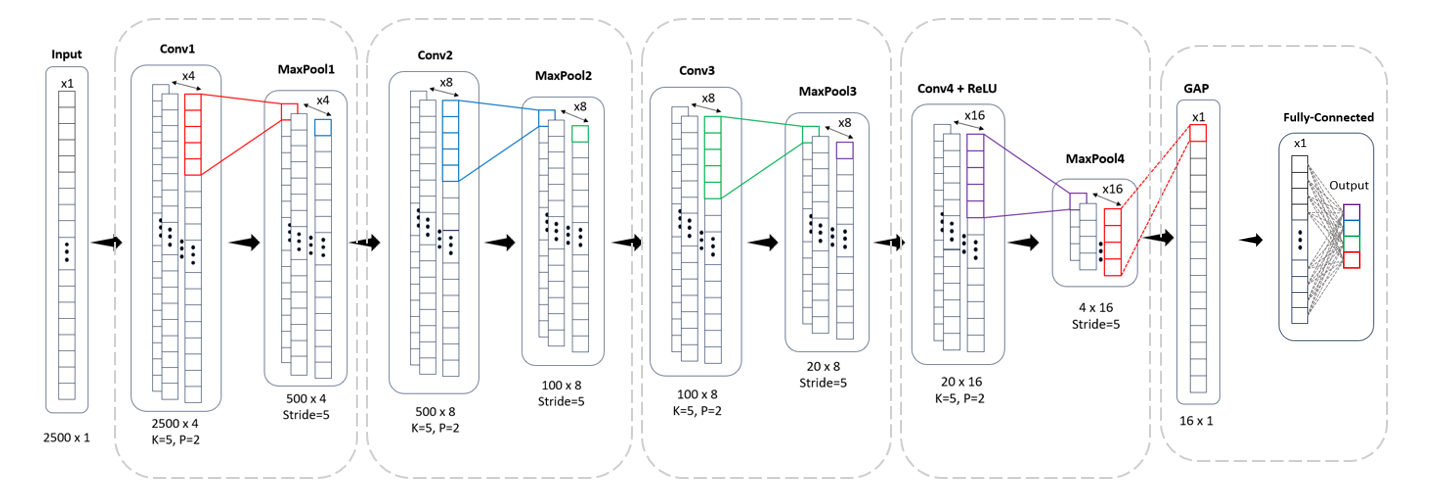 Input
x1
2500 x 1
Conv1
x4
2500 x 4
K=5, P=2
MaxPool1
x4
500 x 4
Stride=5
Conv2
x8
500 x 8
K=5, P=2
MaxPool2
x8
100 x 8
Stride=5
Conv3
x8
100 x 8
K=5, P=2
MaxPool3
x8
20 x 8
Stride=5
Conv4 + ReLU
x16
20 x 16
K=5, P=2
MaxPool4
x16
4 x 16
Stride=5
GAP
x1
16 x 1
Fully-Connected
x1
Output